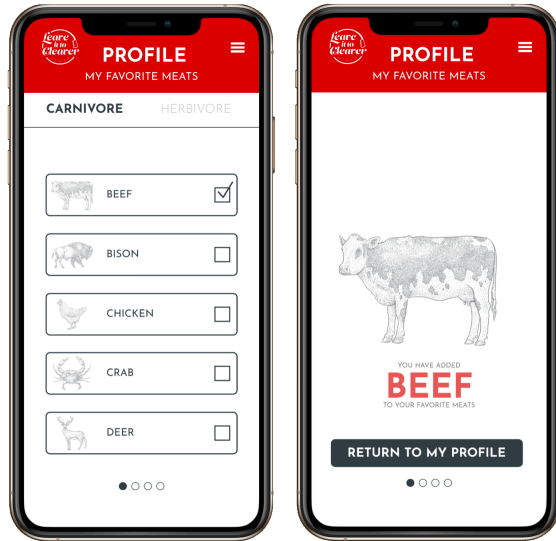 Leave
it to
Cleaver
PROFILE
MY FAVORITE MEATS
CARNIVORE HERBIVORE
BEEF
BISON
CHICKEN
CRAB
DEER
Leave
it to
Cleaver
PROFILE
MY FAVORITE MEATS
YOU HAVE ADDED
BEEF
TO YOUR FAVORITE MEATS
RETURN TO MY PROFILE